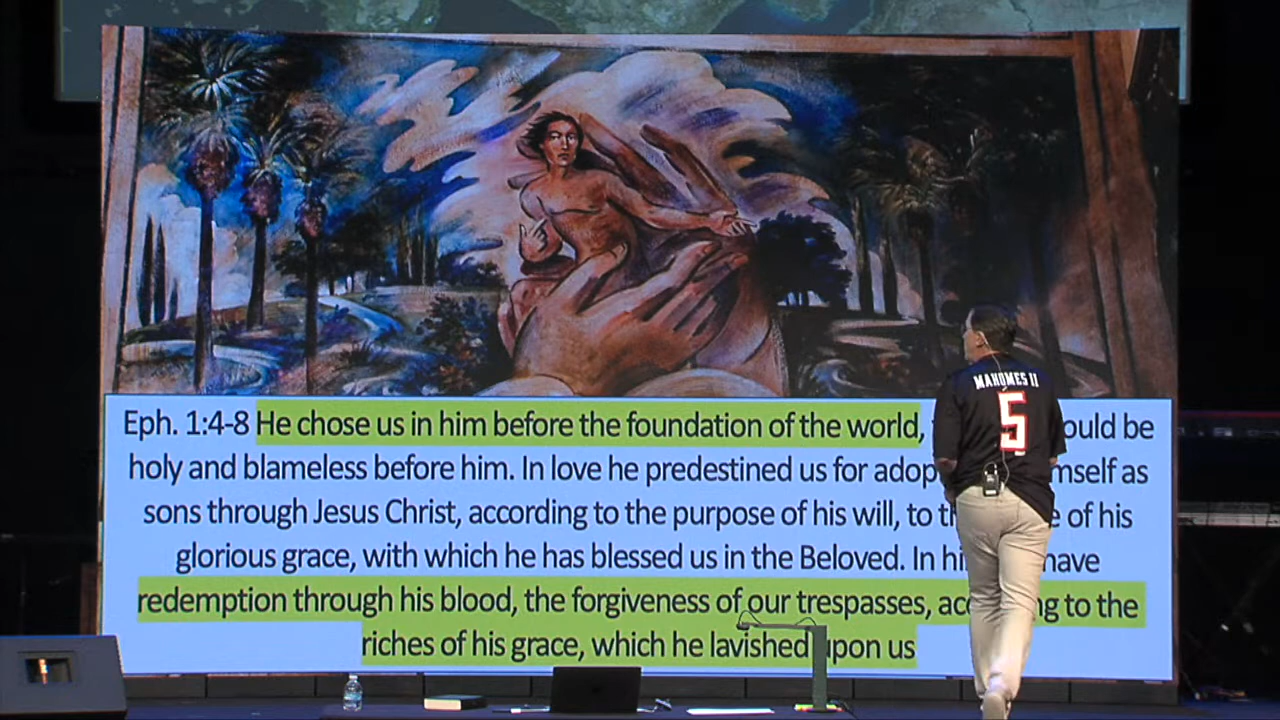 Eph. 1:4-8 He chose us in him before the foundation of the world, ould be
holy and blameless before him. In love he predestined us for adop mself as
sons through Jesus Christ, according to the purpose of his will, to th e of his
glorious grace, with which he has blessed us in the Beloved. In hi have
redemption through his blood, the forgiveness of our trespasses, acc ng to the
riches of his grace, which he lavished upon us
MAHOMES II
5